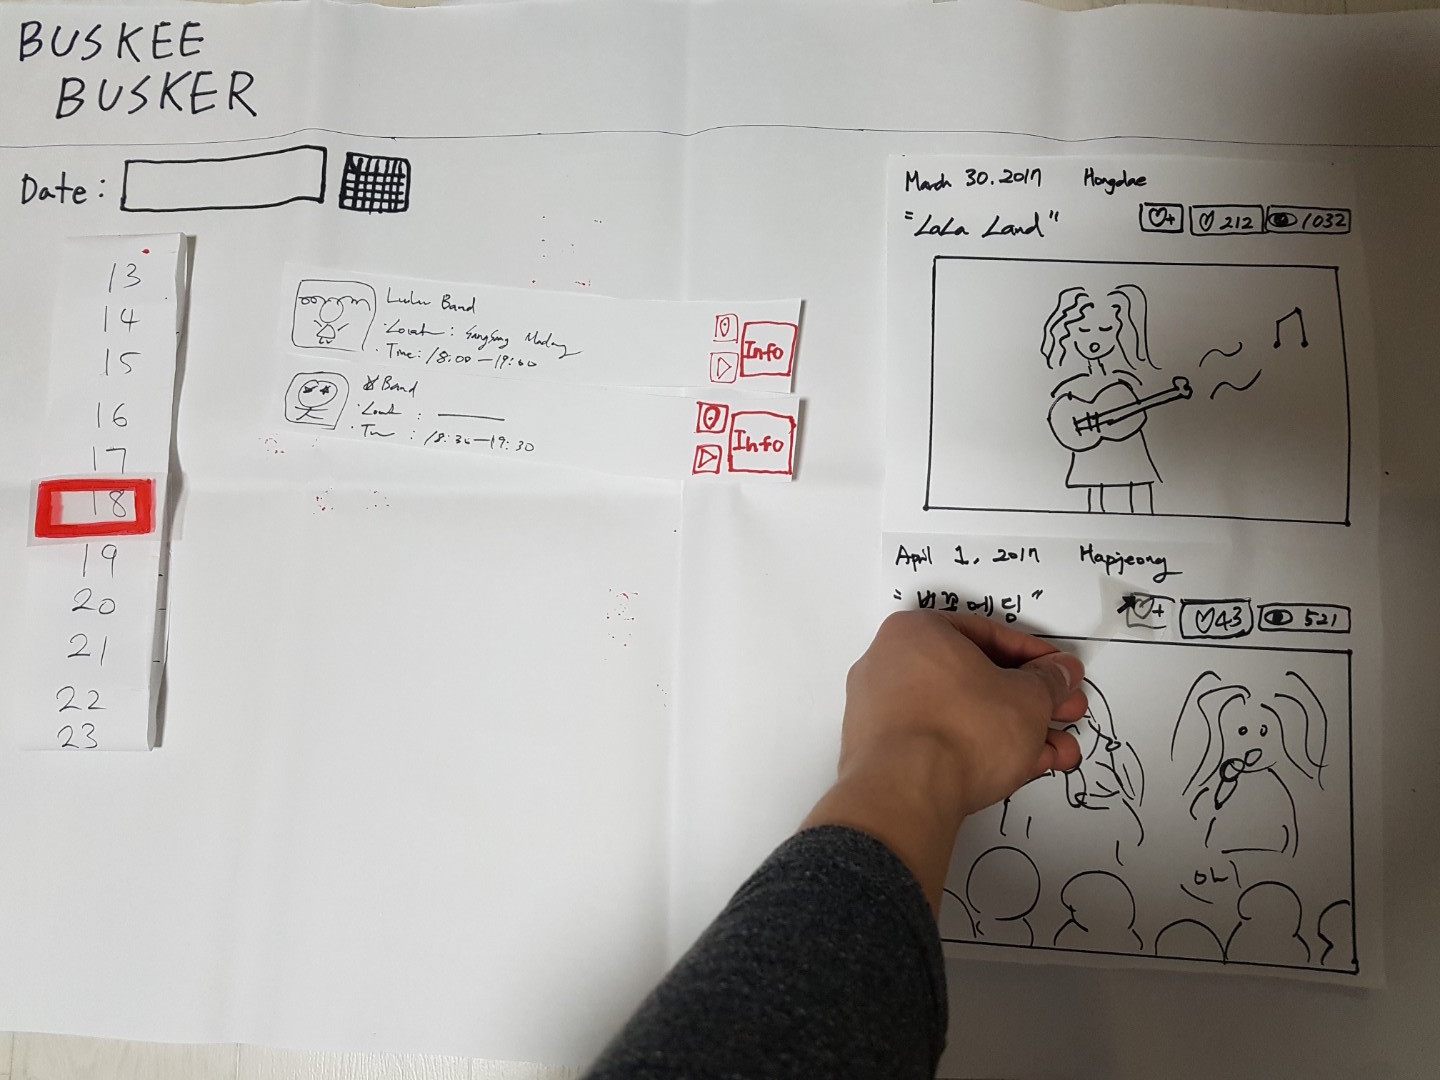 BUSKEE
BUSKER
Date:
13
14
15
16
17
18
19
20
21
22
23
Lulu Band
· Locat : SangSang Madang
· Time: 18:00 — 19:00
Info
Band
· Locat :
· Tim : 18:30 — 19:30
Info
March 30. 2017 Hongdae
"LaLa Land"
+ 212 1032
April 1. 2017 Hapjeong
"벚꽃엔딩"
+ 43 521
oh